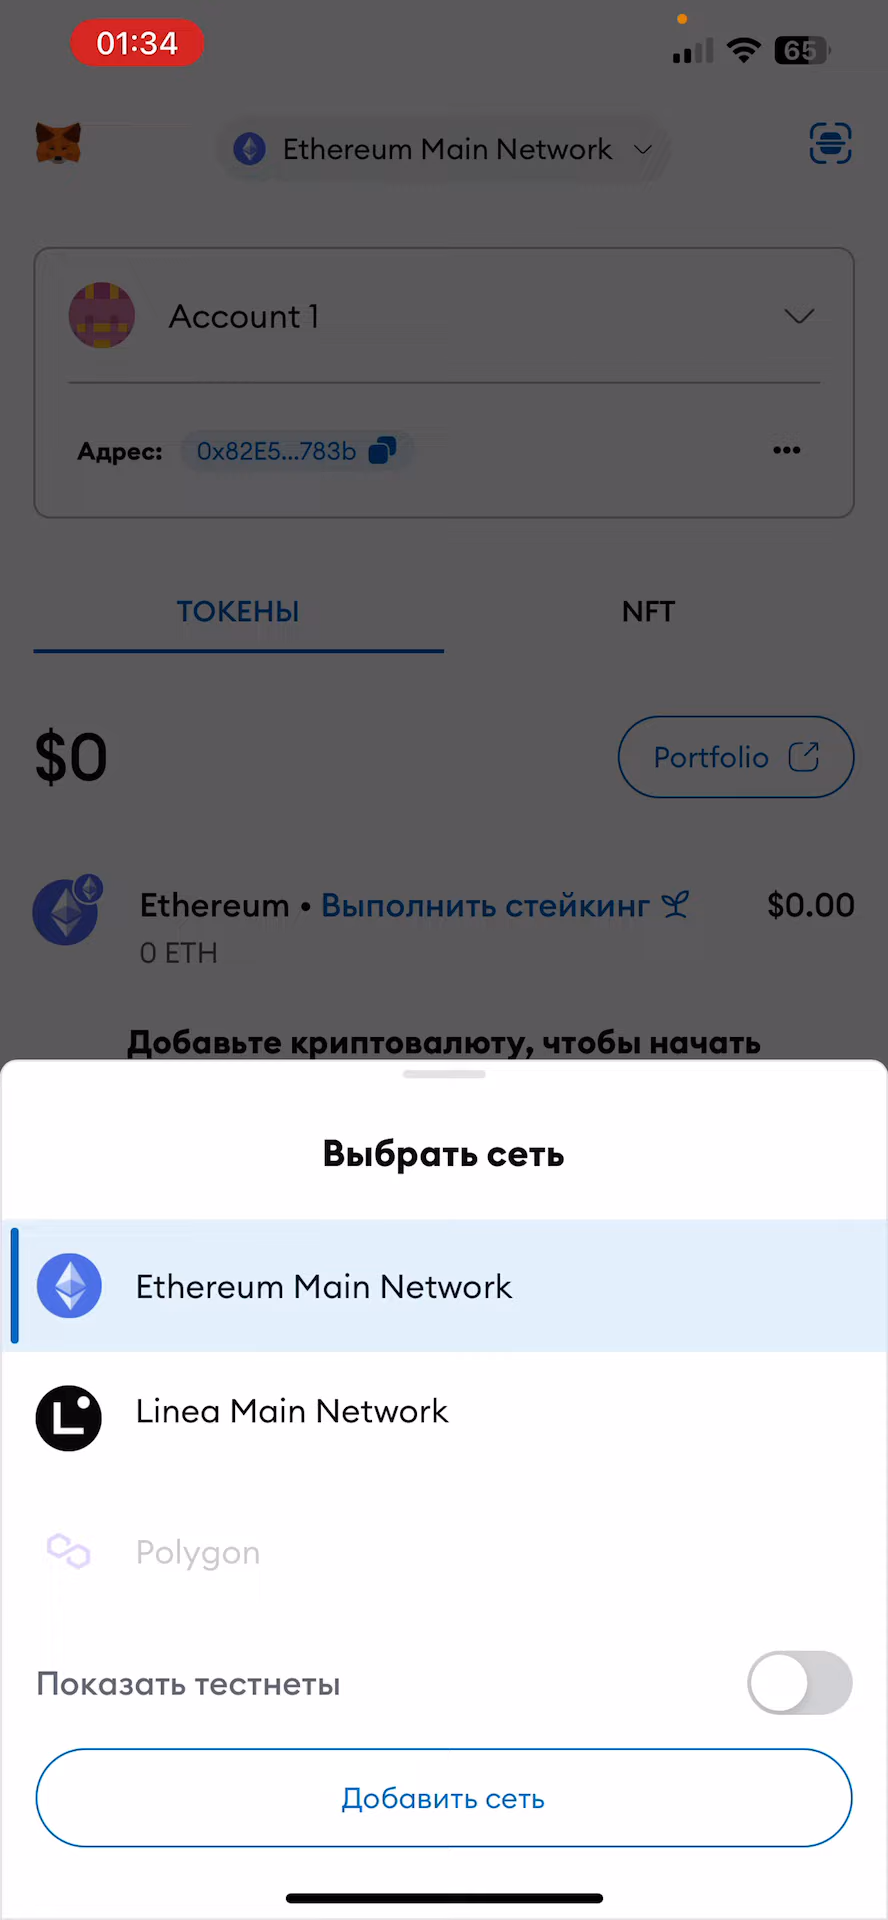 01:34
65
Ethereum Main Network
Account 1
Адрес: 0x82E5...783b
ТОКЕНЫ NFT
$0 Portfolio
Ethereum • Выполнить стейкинг $0.00
0 ETH
Добавьте криптовалюту, чтобы начать
Выбрать сеть
Ethereum Main Network
Linea Main Network
Polygon
Показать тестнеты
Добавить сеть